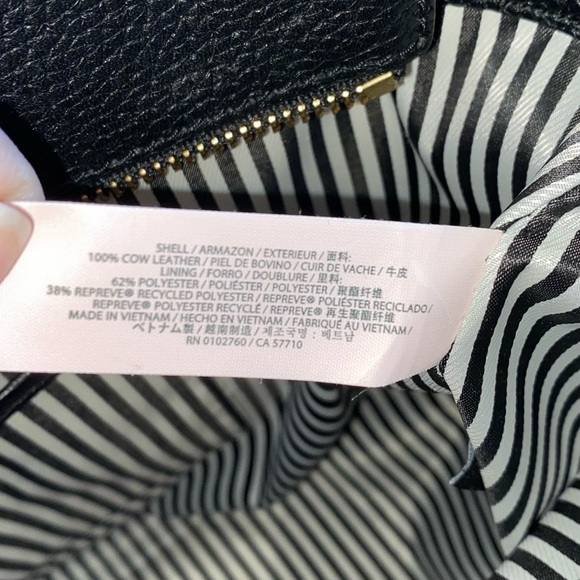 SHELL / ARMAZON / EXTERIEUR / 面料:
100% COW LEATHER / PIEL DE BOVINO / CUIR DE VACHE / 牛皮
LINING / FORRO / DOUBLURE / 里料:
62% POLYESTER / POLIÉSTER / POLYESTER / 聚酯纤维
38% REPREVE® RECYCLED POLYESTER / REPREVE® POLIÉSTER RECICLADO /
REPREVE® POLYESTER RECYCLÉ / REPREVE® 再生聚酯纤维
MADE IN VIETNAM / HECHO EN VIETNAM / FABRIQUÉ AU VIETNAM /
ベトナム製 / 越南制造 / 제조국명 : 베트남
RN 0102760 / CA 57710